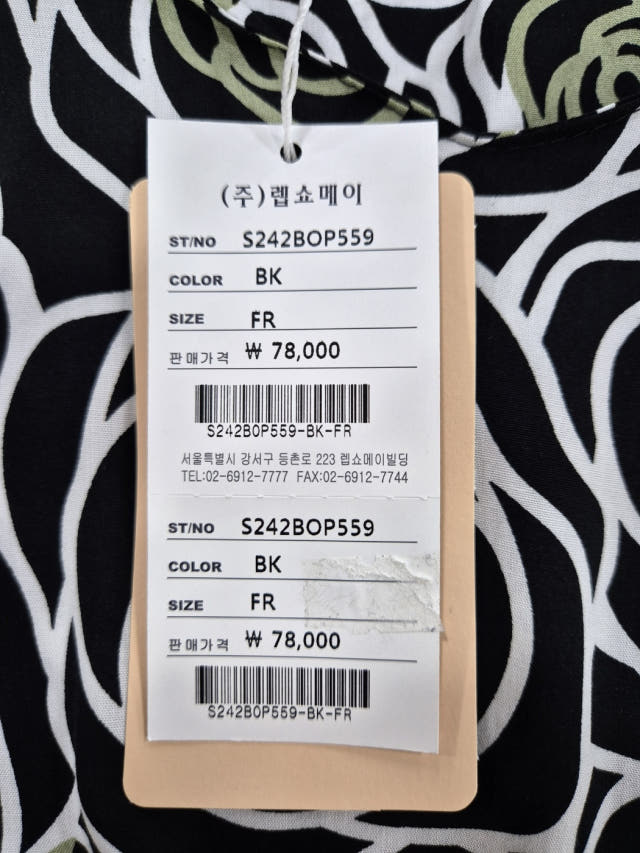 (주)렙쇼메이
ST/NO S242BOP559
COLOR BK
SIZE FR
판매가격 ₩ 78,000
S242BOP559-BK-FR
서울특별시 강서구 등촌로 223 렙쇼메이빌딩
TEL:02-6912-7777 FAX:02-6912-7744
ST/NO S242BOP559
COLOR BK
SIZE FR
판매가격 ₩ 78,000
S242BOP559-BK-FR